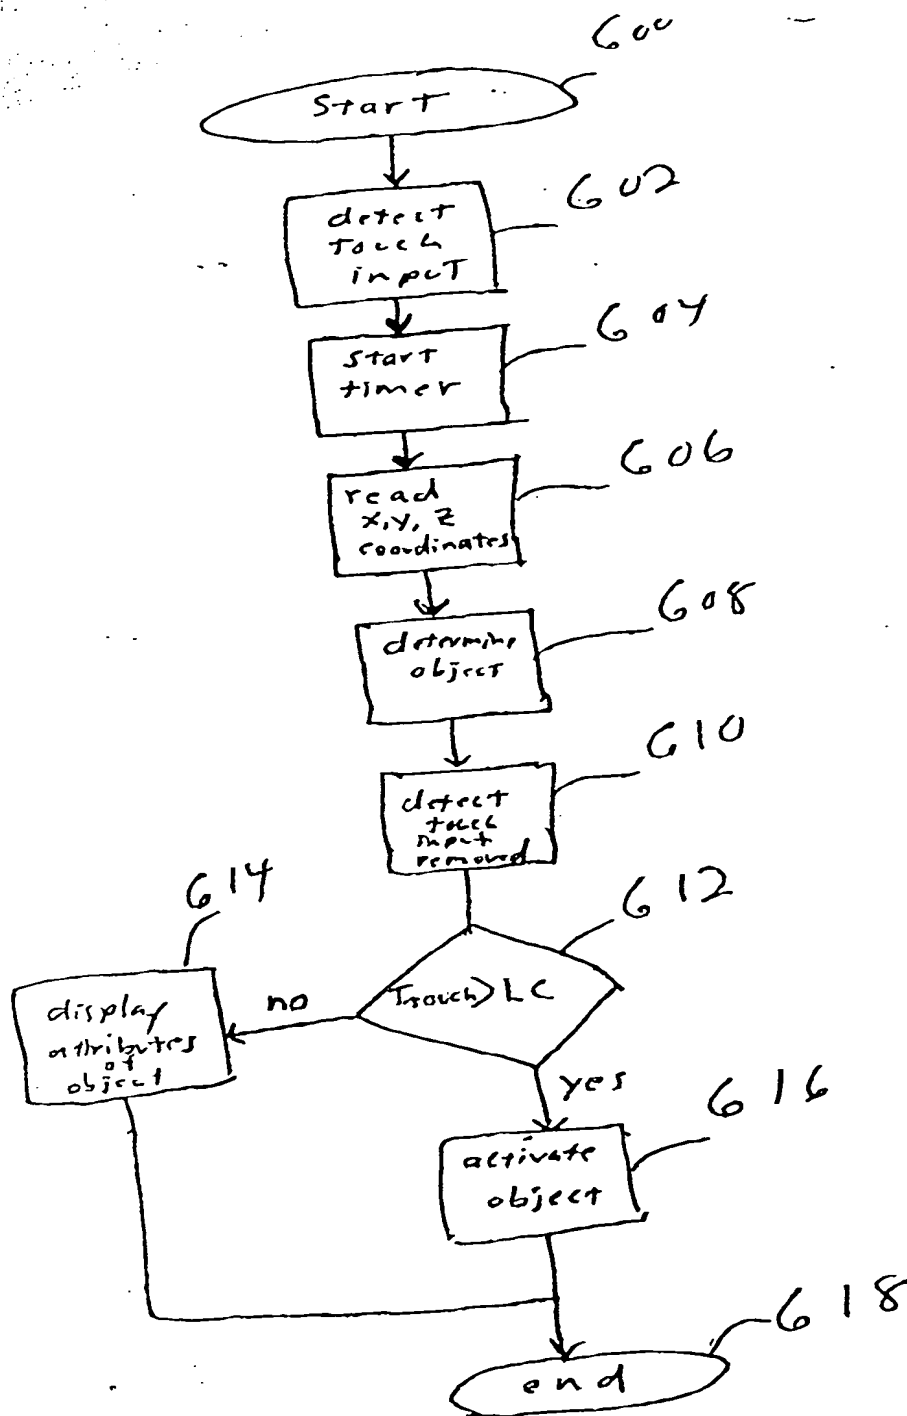 600
Start
602
detect
touch
input
604
start
timer
606
read
x,y, z
coordinates
608
determine
object
610
detect
touch
input
removed
612
Ttouch > LC
614
no
display
attributes
of
object
yes
616
activate
object
618
end